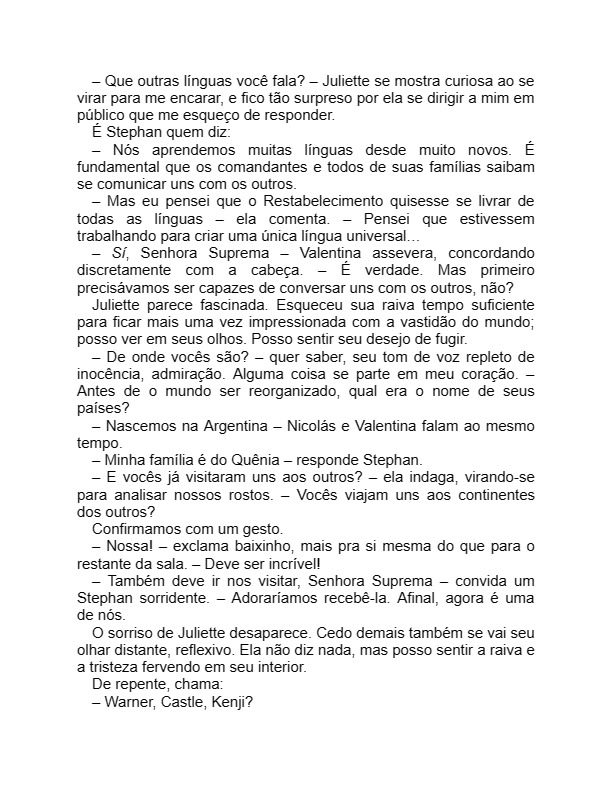 – Que outras línguas você fala? – Juliette se mostra curiosa ao se
virar para me encarar, e fico tão surpreso por ela se dirigir a mim em
público que me esqueço de responder.
É Stephan quem diz:
– Nós aprendemos muitas línguas desde muito novos. É
fundamental que os comandantes e todos de suas famílias saibam
se comunicar uns com os outros.
– Mas eu pensei que o Restabelecimento quisesse se livrar de
todas as línguas – ela comenta. – Pensei que estivessem
trabalhando para criar uma única língua universal…
– Sí, Senhora Suprema – Valentina assevera, concordando
discretamente com a cabeça. – É verdade. Mas primeiro
precisávamos ser capazes de conversar uns com os outros, não?
Juliette parece fascinada. Esqueceu sua raiva tempo suficiente
para ficar mais uma vez impressionada com a vastidão do mundo;
posso ver em seus olhos. Posso sentir seu desejo de fugir.
– De onde vocês são? – quer saber, seu tom de voz repleto de
inocência, admiração. Alguma coisa se parte em meu coração. –
Antes de o mundo ser reorganizado, qual era o nome de seus
países?
– Nascemos na Argentina – Nicolás e Valentina falam ao mesmo
tempo.
– Minha família é do Quênia – responde Stephan.
– E vocês já visitaram uns aos outros? – ela indaga, virando-se
para analisar nossos rostos. – Vocês viajam uns aos continentes
dos outros?
Confirmamos com um gesto.
– Nossa! – exclama baixinho, mais pra si mesma do que para o
restante da sala. – Deve ser incrível!
– Também deve ir nos visitar, Senhora Suprema – convida um
Stephan sorridente. – Adoraríamos recebê-la. Afinal, agora é uma
de nós.
O sorriso de Juliette desaparece. Cedo demais também se vai seu
olhar distante, reflexivo. Ela não diz nada, mas posso sentir a raiva e
a tristeza fervendo em seu interior.
De repente, chama:
– Warner, Castle, Kenji?